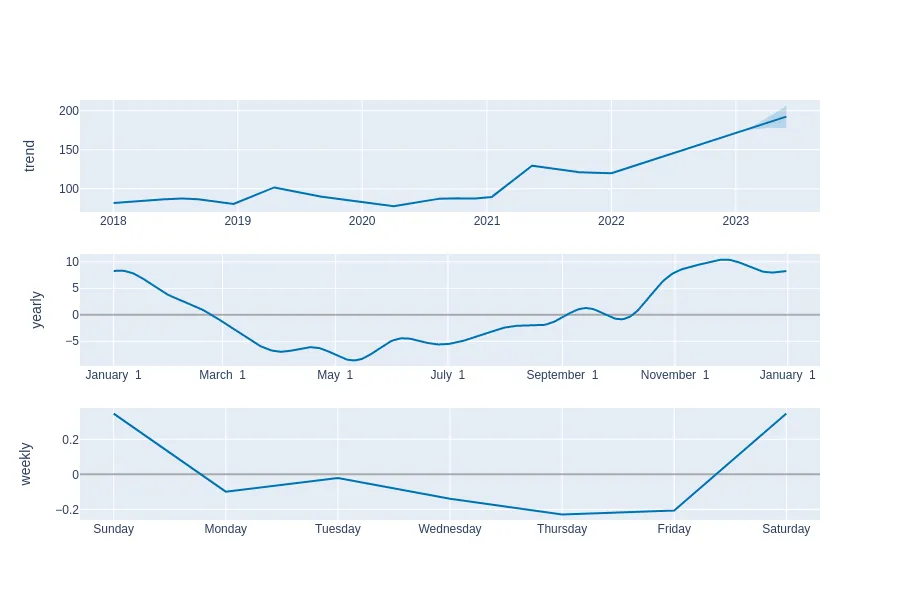 trend
200
150
100
2018 2019 2020 2021 2022 2023
yearly
10
5
0
−5
January 1 March 1 May 1 July 1 September 1 November 1 January 1
weekly
0.2
0
−0.2
Sunday Monday Tuesday Wednesday Thursday Friday Saturday